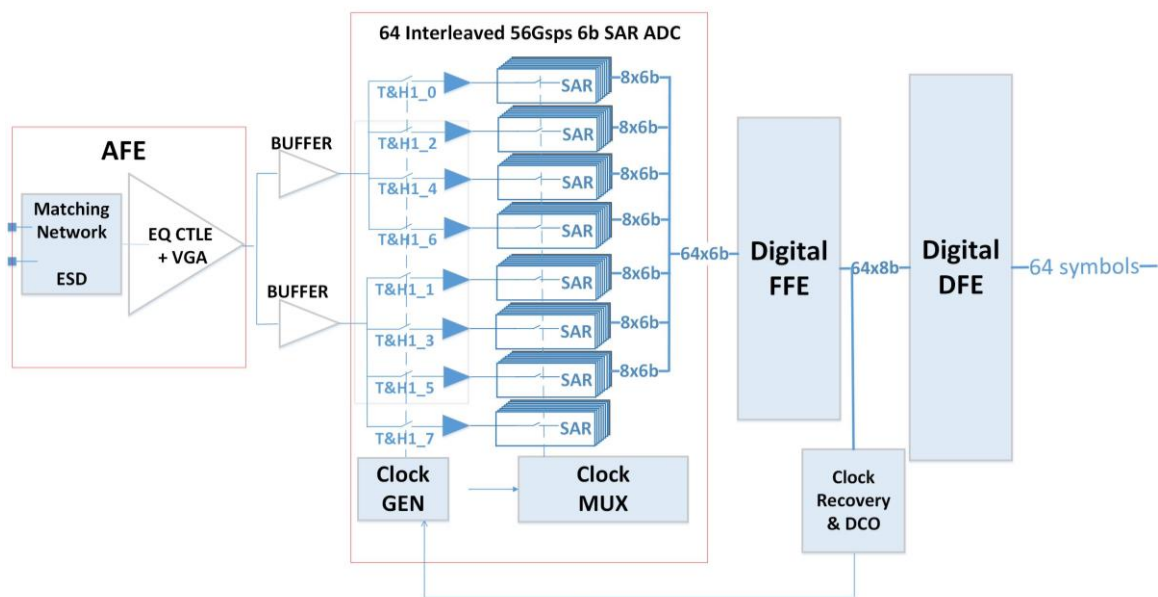 64 Interleaved 56Gsps 6b SAR ADC
AFE
Matching
Network
ESD
EQ CTLE
+ VGA
BUFFER
BUFFER
T&H1_0
SAR
8x6b
T&H1_2
SAR
8x6b
T&H1_4
SAR
8x6b
T&H1_6
SAR
8x6b
T&H1_1
SAR
8x6b
T&H1_3
SAR
8x6b
T&H1_5
SAR
8x6b
T&H1_7
SAR
Clock
GEN
Clock
MUX
64x6b
Digital
FFE
64x8b
Clock
Recovery
& DCO
Digital
DFE
64 symbols